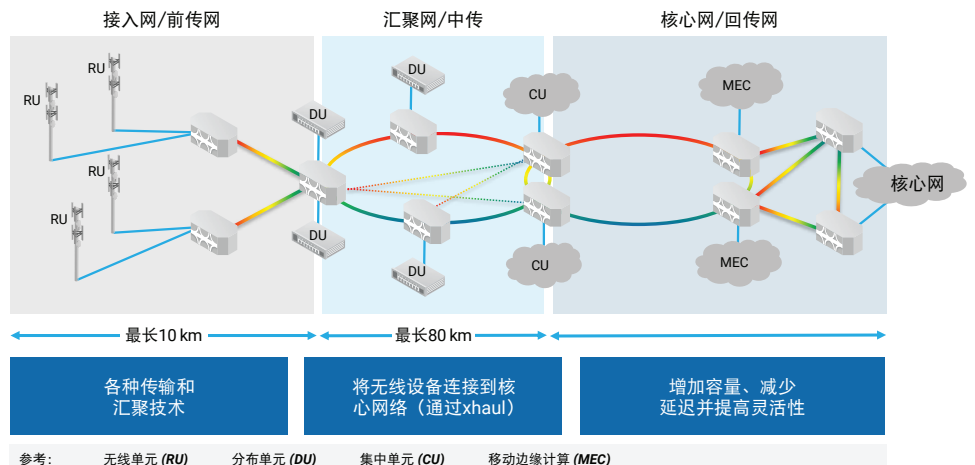 接入网/前传网
汇聚网/中传
核心网/回传网
RU
RU
RU
RU
DU
DU
DU
DU
CU
CU
MEC
MEC
核心网
最长10 km
最长80 km
各种传输和
汇聚技术
将无线设备连接到核
心网络（通过xhaul）
增加容量、减少
延迟并提高灵活性
参考： 无线单元 (RU) 分布单元 (DU) 集中单元 (CU) 移动边缘计算 (MEC)